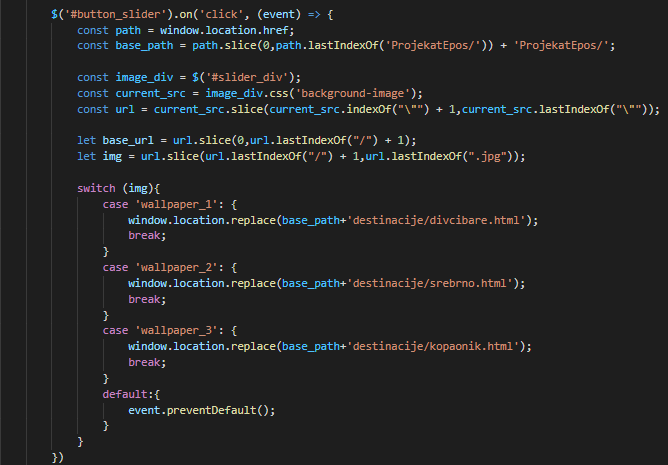 $('#button_slider').on('click', (event) => {
    const path = window.location.href;
    const base_path = path.slice(0,path.lastIndexOf('ProjekatEpos/')) + 'ProjekatEpos/';

    const image_div = $('#slider_div');
    const current_src = image_div.css('background-image');
    const url = current_src.slice(current_src.indexOf("\"") + 1,current_src.lastIndexOf("\""));

    let base_url = url.slice(0,url.lastIndexOf("/") + 1);
    let img = url.slice(url.lastIndexOf("/") + 1,url.lastIndexOf(".jpg"));

    switch (img){
        case 'wallpaper_1': {
            window.location.replace(base_path+'destinacije/divcibare.html');
            break;
        }
        case 'wallpaper_2': {
            window.location.replace(base_path+'destinacije/srebrno.html');
            break;
        }
        case 'wallpaper_3': {
            window.location.replace(base_path+'destinacije/kopaonik.html');
            break;
        }
        default:{
            event.preventDefault();
        }
    }
})